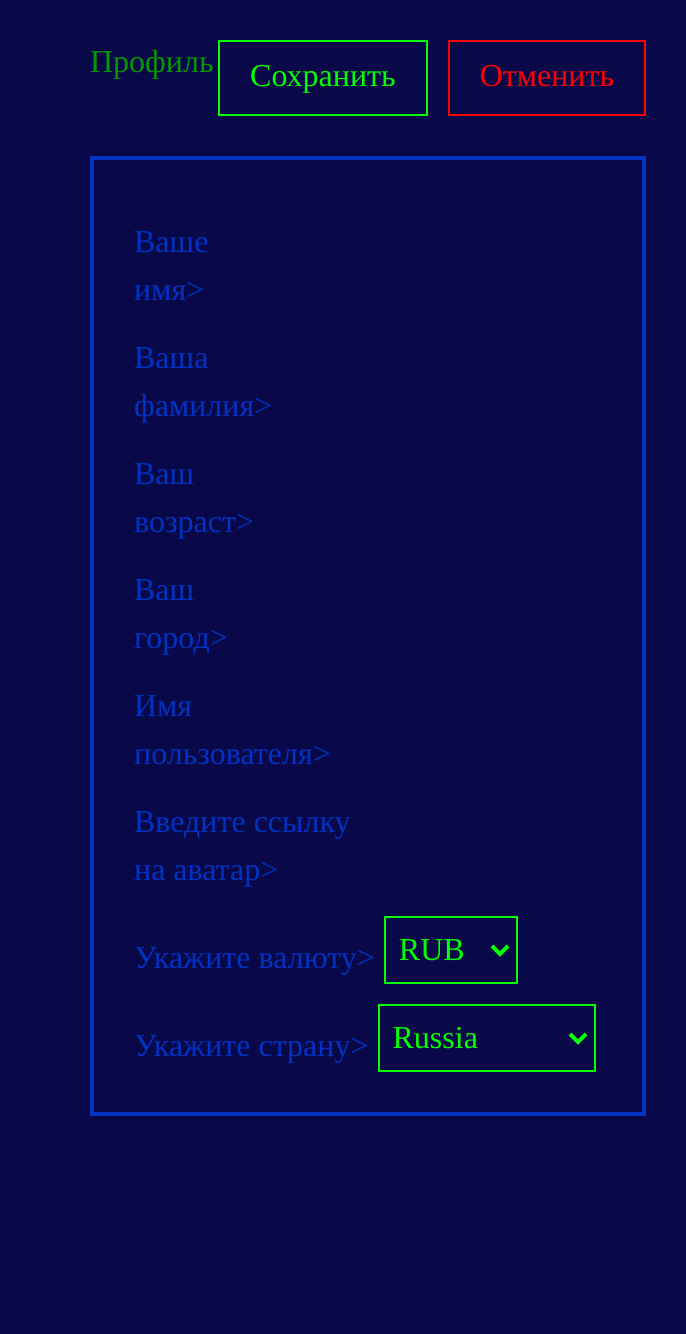 Профиль Сохранить Отменить
Ваше
имя>
Ваша
фамилия>
Ваш
возраст>
Ваш
город>
Имя
пользователя>
Введите ссылку
на аватар>
Укажите валюту> RUB
Укажите страну> Russia